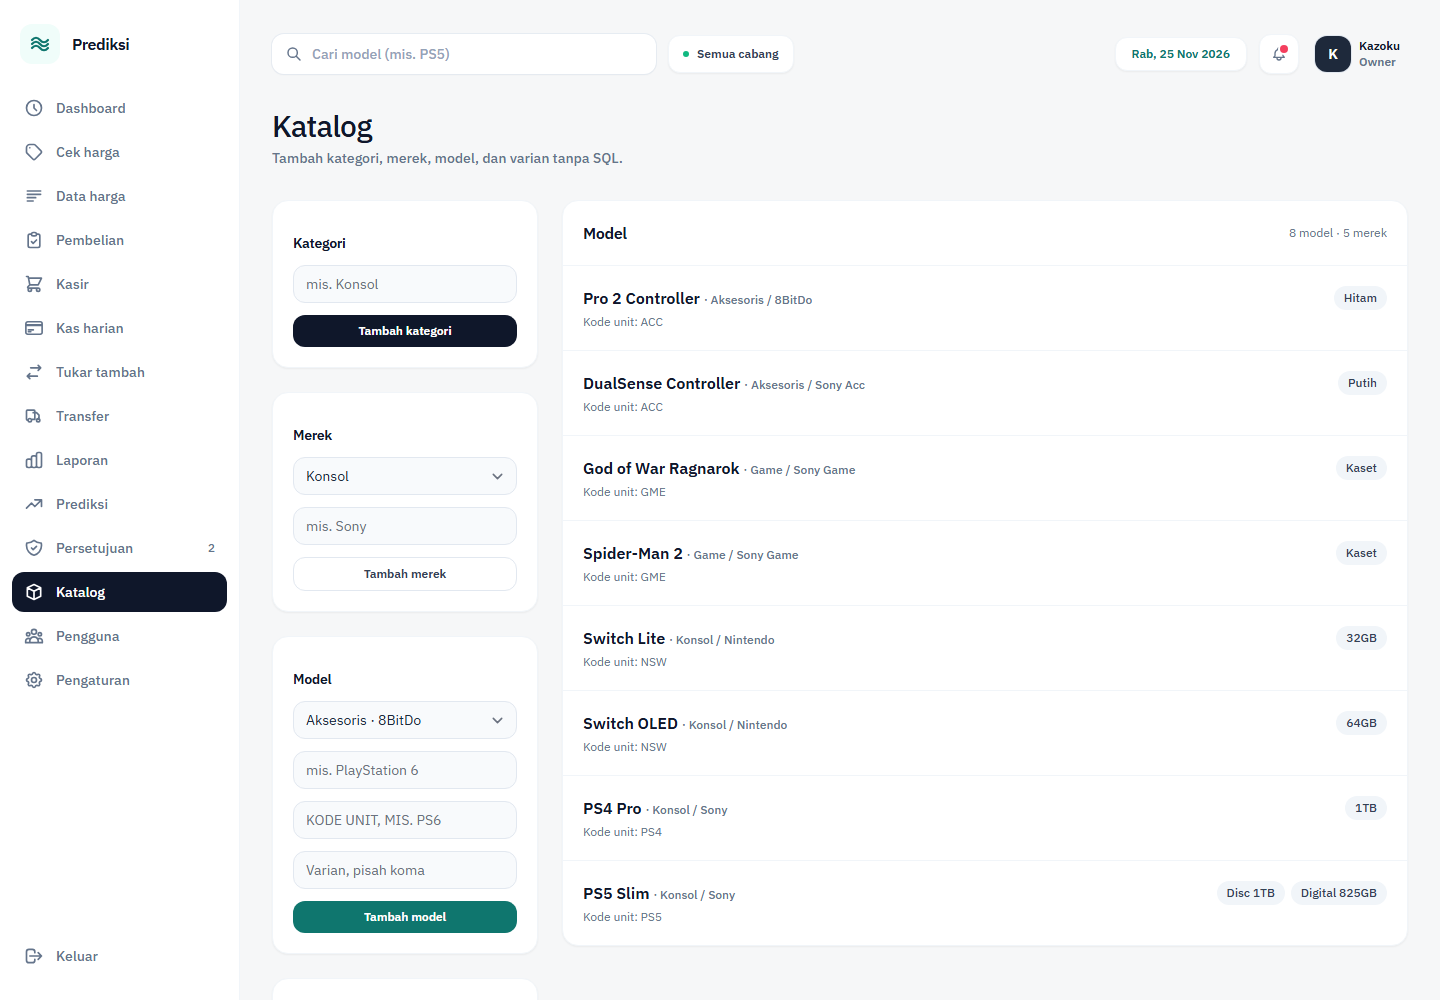 Prediksi
Cari model (mis. PS5)
Semua cabang
Rab, 25 Nov 2026
K
Kazoku
Owner
Dashboard
Cek harga
Data harga
Pembelian
Kasir
Kas harian
Tukar tambah
Transfer
Laporan
Prediksi
Persetujuan 2
Katalog
Pengguna
Pengaturan
Keluar
Katalog
Tambah kategori, merek, model, dan varian tanpa SQL.
Kategori
mis. Konsol
Tambah kategori
Merek
Konsol
mis. Sony
Tambah merek
Model
Aksesoris · 8BitDo
mis. PlayStation 6
KODE UNIT, MIS. PS6
Varian, pisah koma
Tambah model
Model 8 model · 5 merek
Pro 2 Controller · Aksesoris / 8BitDo Hitam
Kode unit: ACC
DualSense Controller · Aksesoris / Sony Acc Putih
Kode unit: ACC
God of War Ragnarok · Game / Sony Game Kaset
Kode unit: GME
Spider-Man 2 · Game / Sony Game Kaset
Kode unit: GME
Switch Lite · Konsol / Nintendo 32GB
Kode unit: NSW
Switch OLED · Konsol / Nintendo 64GB
Kode unit: NSW
PS4 Pro · Konsol / Sony 1TB
Kode unit: PS4
PS5 Slim · Konsol / Sony Disc 1TB Digital 825GB
Kode unit: PS5